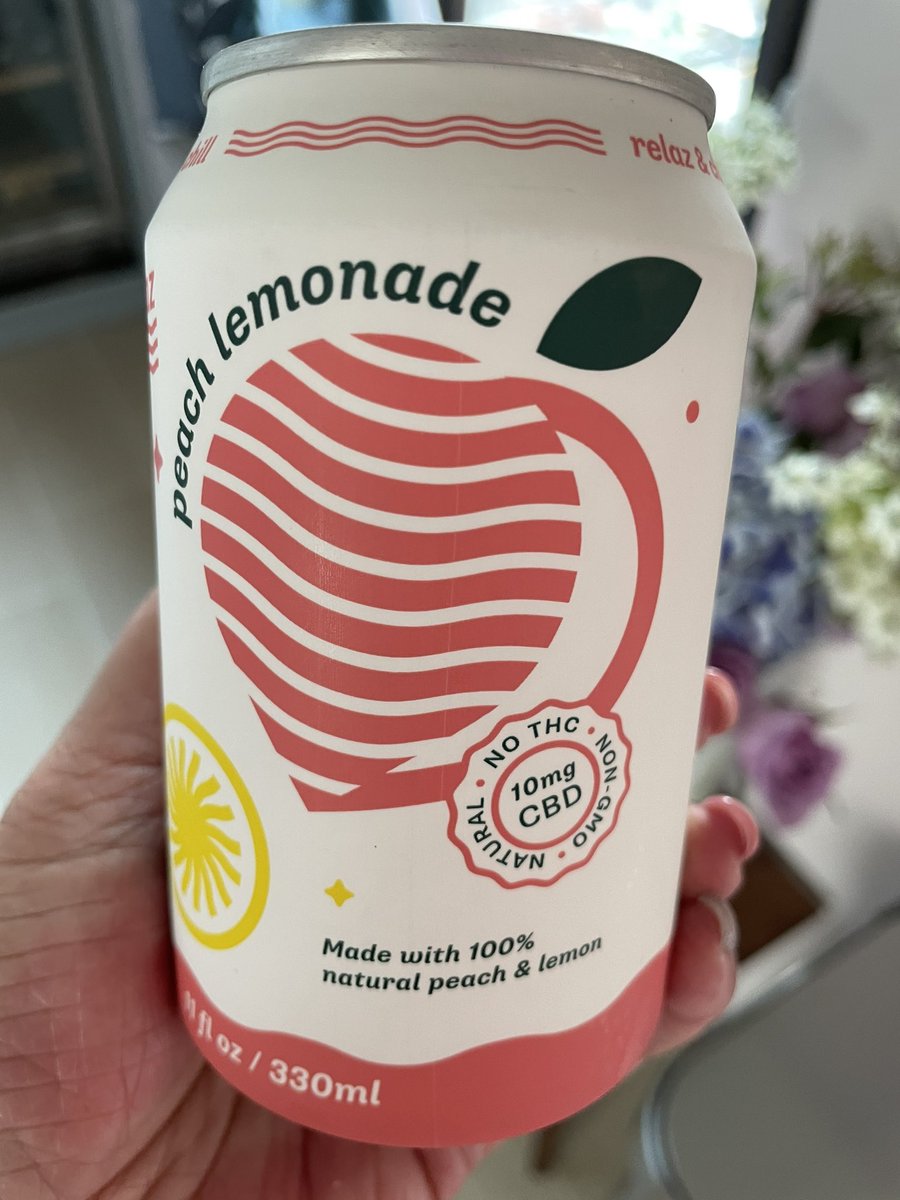 relaz &
peach lemonade
NO THC • NON-GMO • NATURAL •
10mg
CBD
Made with 100%
natural peach & lemon
11 fl oz / 330ml